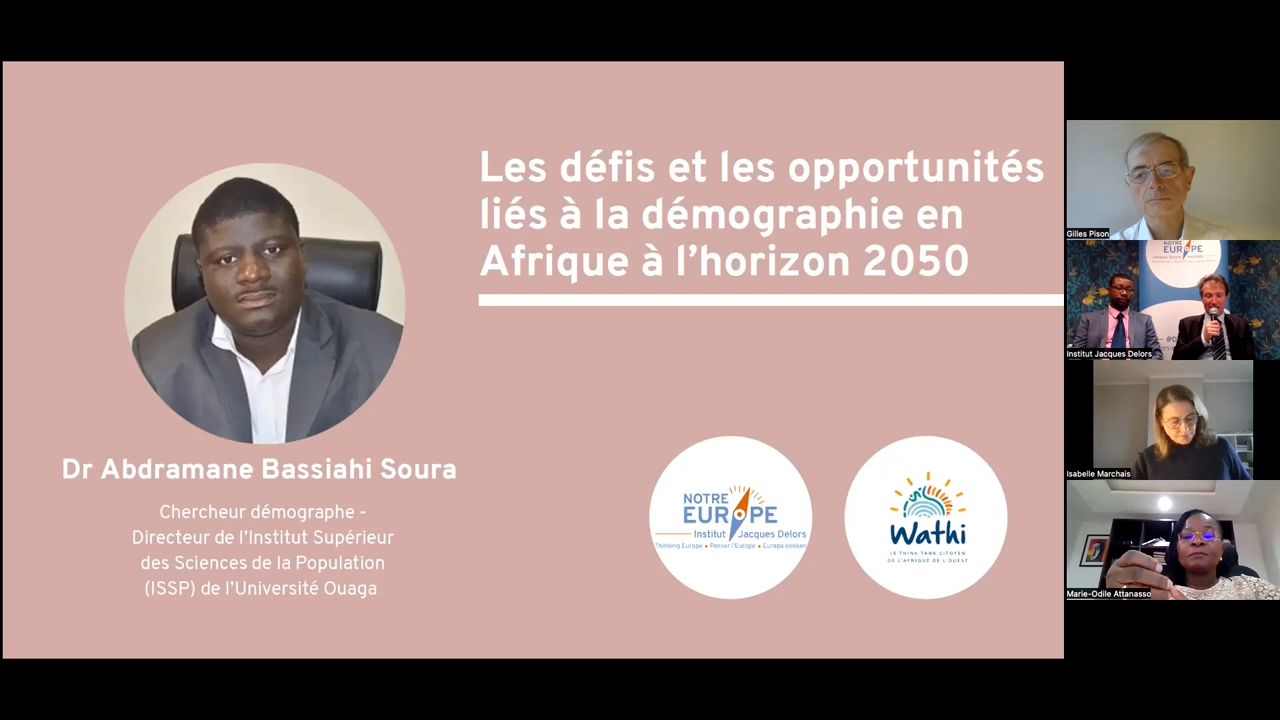 Les défis et les opportunités
liés à la démographie en
Afrique à l'horizon 2050
Dr Abdramane Bassiahi Soura
Chercheur démographe -
Directeur de l'Institut Supérieur
des Sciences de la Population
(ISSP) de l'Université Ouaga
NOTRE
EUROPE
Institut Jacques Delors
Thinking Europe • Penser l'Europe • Europa denken
Wathi
LE THINK TANK CITOYEN
DE L'AFRIQUE DE L'OUEST
Gilles Pison
NOTRE
EUROPE
Institut Jacques Delors
Isabelle Marchais
Marie-Odile Attanasso